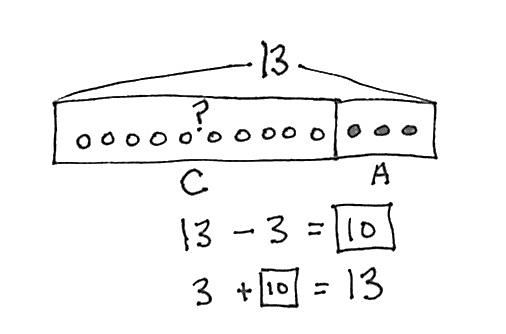 13
?
C A
13 - 3 = 10
3 + 10 = 13